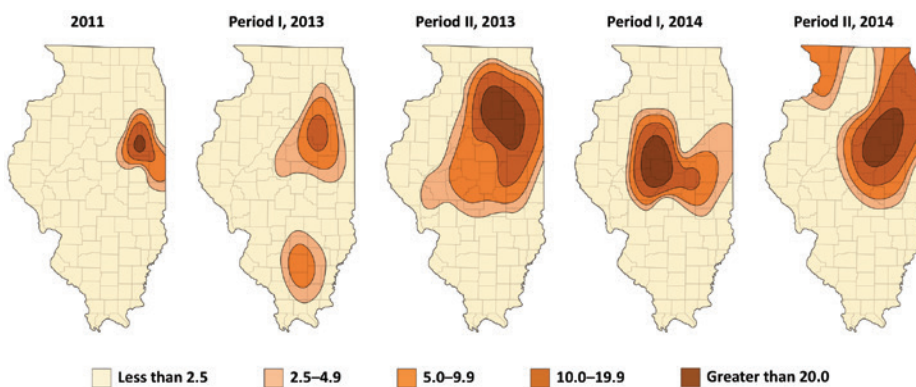 2011
Period I, 2013
Period II, 2013
Period I, 2014
Period II, 2014
Less than 2.5
2.5–4.9
5.0–9.9
10.0–19.9
Greater than 20.0